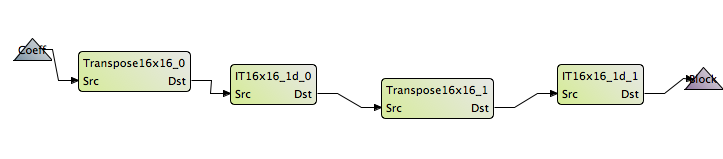 Coeff
Transpose16x16_0
Src Dst
IT16x16_1d_0
Src Dst
Transpose16x16_1
Src Dst
IT16x16_1d_1
Src Dst
Block